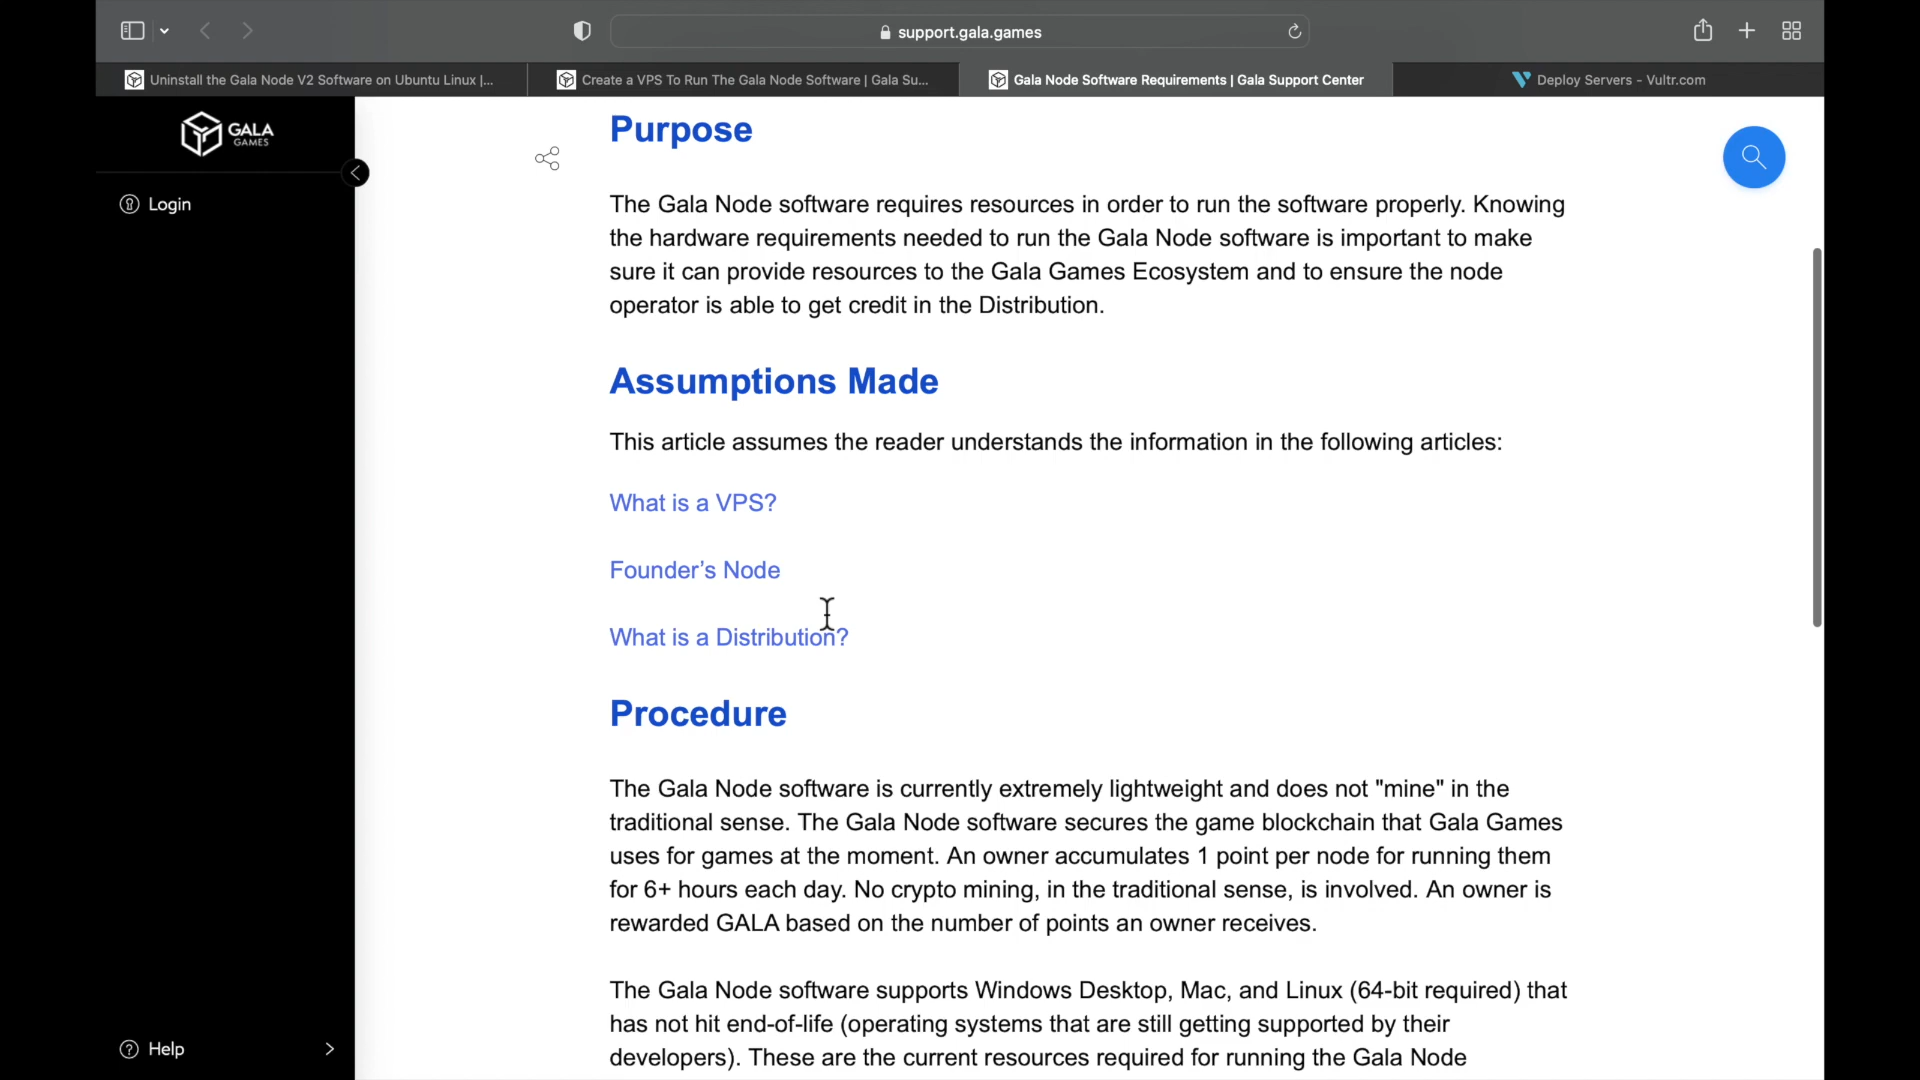 support.gala.games
Uninstall the Gala Node V2 Software on Ubuntu Linux |...
Create a VPS To Run The Gala Node Software | Gala Su...
Gala Node Software Requirements | Gala Support Center
Deploy Servers - Vultr.com
GALA
GAMES
Login
Purpose
The Gala Node software requires resources in order to run the software properly. Knowing
the hardware requirements needed to run the Gala Node software is important to make
sure it can provide resources to the Gala Games Ecosystem and to ensure the node
operator is able to get credit in the Distribution.
Assumptions Made
This article assumes the reader understands the information in the following articles:
What is a VPS?
Founder’s Node
What is a Distribution?
Procedure
The Gala Node software is currently extremely lightweight and does not "mine" in the
traditional sense. The Gala Node software secures the game blockchain that Gala Games
uses for games at the moment. An owner accumulates 1 point per node for running them
for 6+ hours each day. No crypto mining, in the traditional sense, is involved. An owner is
rewarded GALA based on the number of points an owner receives.
The Gala Node software supports Windows Desktop, Mac, and Linux (64-bit required) that
has not hit end-of-life (operating systems that are still getting supported by their
developers). These are the current resources required for running the Gala Node
Help